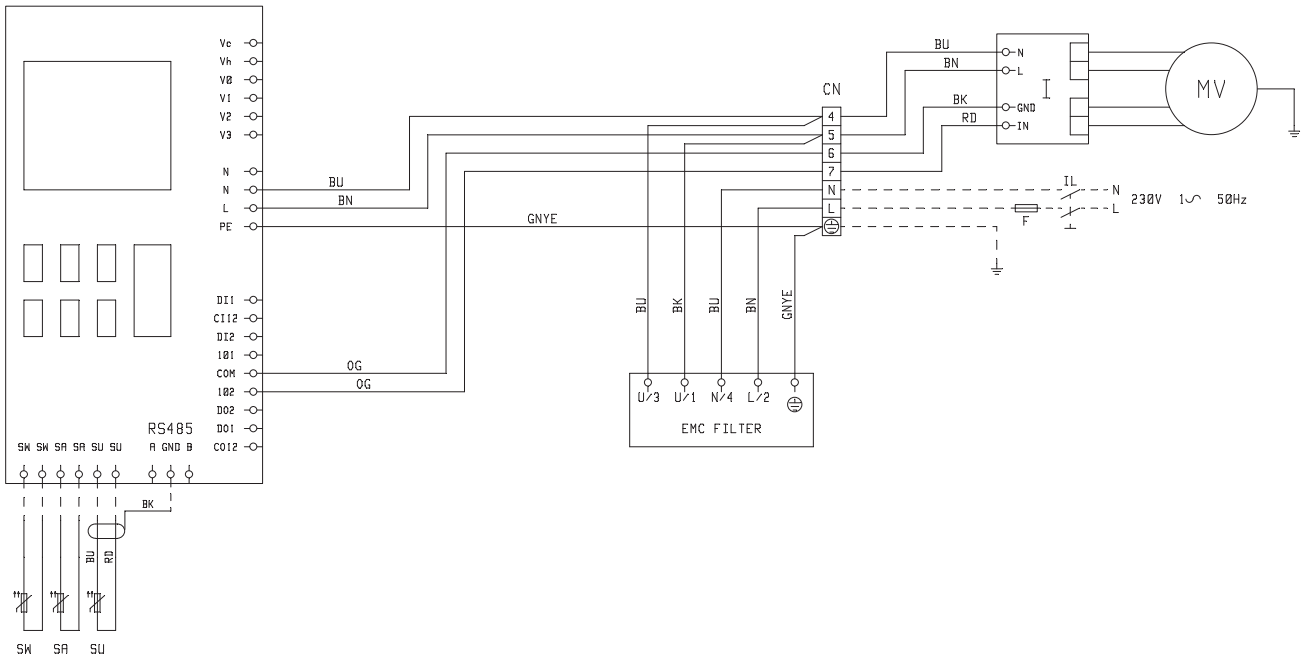 Vc
Vh
V0
V1
V2
V3
N
N
L
PE
DI1
CI12
DI2
101
COM
102
DO2
DO1
CO12
RS485
SW SW SA SA SU SU A GND B
BK
BU RD
SW SA SU
BU
BN
GNYE
OG
OG
CN
4
5
6
7
N
L
BU
BN
BK
RD
N
L
GND
IN
I
MV
IL
F
N
L
230V 1 50Hz
BU BK BU BN GNYE
U/3 U/1 N/4 L/2
EMC FILTER